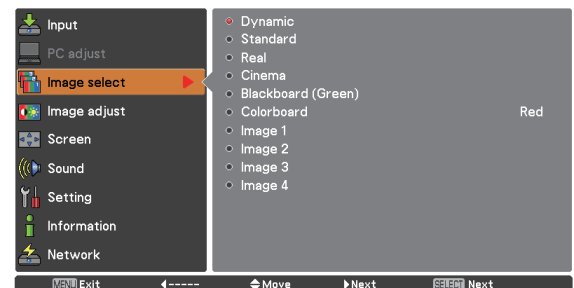 Input
PC adjust
Image select
Image adjust
Screen
Sound
Setting
Information
Network
Dynamic
Standard
Real
Cinema
Blackboard (Green)
Colorboard Red
Image 1
Image 2
Image 3
Image 4
MENU Exit ----- Move Next SELECT Next